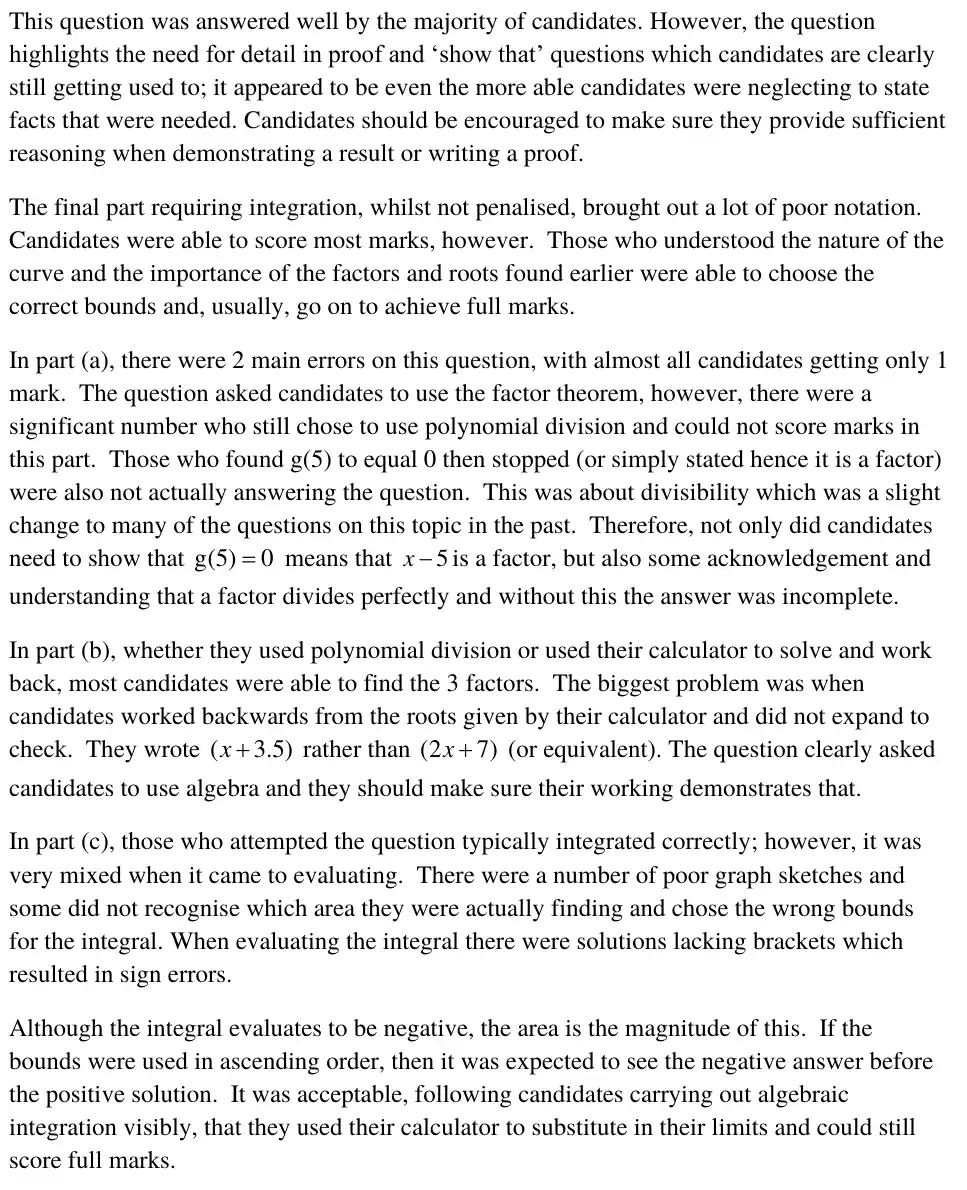 This question was answered well by the majority of candidates. However, the question
highlights the need for detail in proof and ‘show that’ questions which candidates are clearly
still getting used to; it appeared to be even the more able candidates were neglecting to state
facts that were needed. Candidates should be encouraged to make sure they provide sufficient
reasoning when demonstrating a result or writing a proof.
The final part requiring integration, whilst not penalised, brought out a lot of poor notation.
Candidates were able to score most marks, however. Those who understood the nature of the
curve and the importance of the factors and roots found earlier were able to choose the
correct bounds and, usually, go on to achieve full marks.
In part (a), there were 2 main errors on this question, with almost all candidates getting only 1
mark. The question asked candidates to use the factor theorem, however, there were a
significant number who still chose to use polynomial division and could not score marks in
this part. Those who found g(5) to equal 0 then stopped (or simply stated hence it is a factor)
were also not actually answering the question. This was about divisibility which was a slight
change to many of the questions on this topic in the past. Therefore, not only did candidates
need to show that g(5) = 0 means that x − 5 is a factor, but also some acknowledgement and
understanding that a factor divides perfectly and without this the answer was incomplete.
In part (b), whether they used polynomial division or used their calculator to solve and work
back, most candidates were able to find the 3 factors. The biggest problem was when
candidates worked backwards from the roots given by their calculator and did not expand to
check. They wrote (x + 3.5) rather than (2x + 7) (or equivalent). The question clearly asked
candidates to use algebra and they should make sure their working demonstrates that.
In part (c), those who attempted the question typically integrated correctly; however, it was
very mixed when it came to evaluating. There were a number of poor graph sketches and
some did not recognise which area they were actually finding and chose the wrong bounds
for the integral. When evaluating the integral there were solutions lacking brackets which
resulted in sign errors.
Although the integral evaluates to be negative, the area is the magnitude of this. If the
bounds were used in ascending order, then it was expected to see the negative answer before
the positive solution. It was acceptable, following candidates carrying out algebraic
integration visibly, that they used their calculator to substitute in their limits and could still
score full marks.